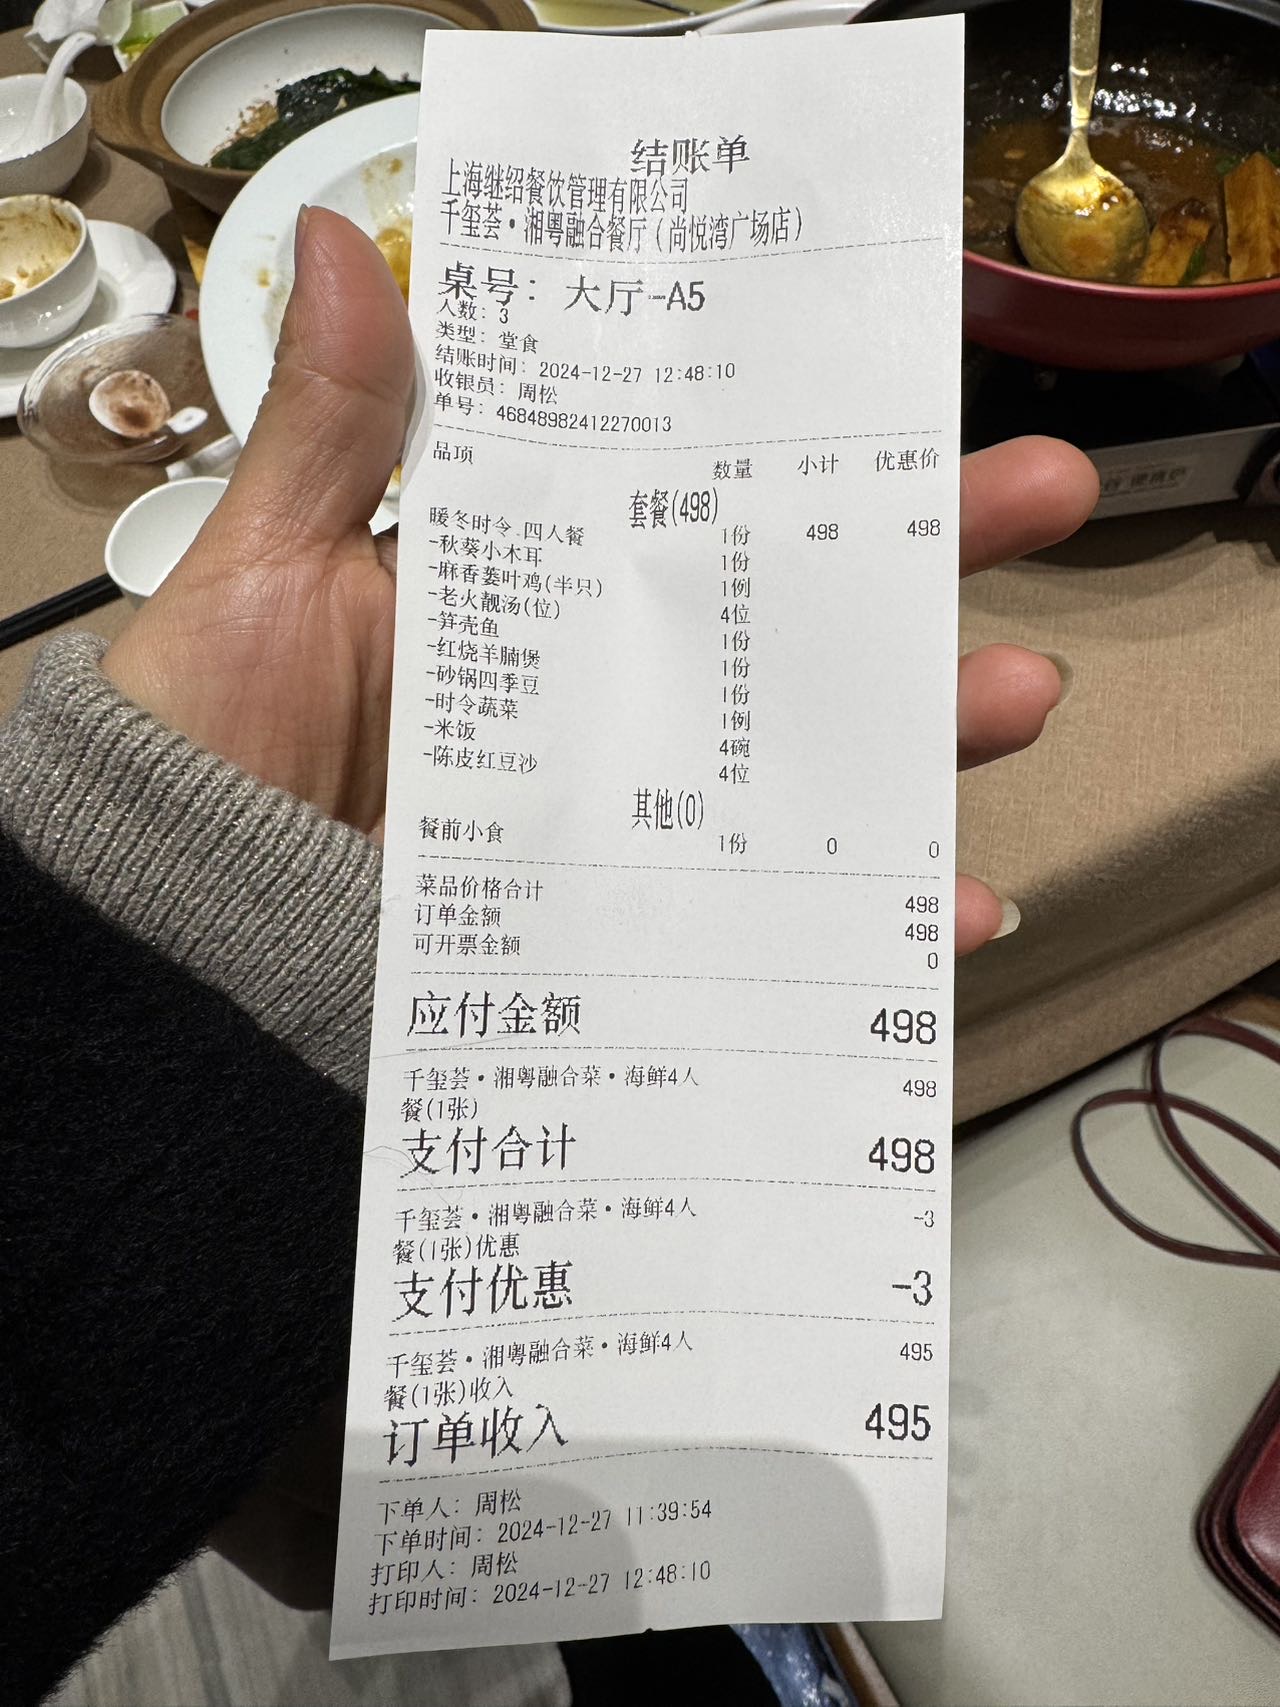 结账单
上海继绍餐饮管理有限公司
千玺荟·湘粤融合餐厅(尚悦湾广场店)
桌号: 大厅-A5
人数: 3
类型: 堂食
结账时间: 2024-12-27 12:48:10
收银员: 周松
单号: 46848982412270013
品项 数量 小计 优惠价
套餐(498)
暖冬时令.四人餐 1份 498 498
-秋葵小木耳 1份
-麻香蒌叶鸡(半只) 1例
-老火靓汤(位) 4位
-笋壳鱼 1份
-红烧羊腩煲 1份
-砂锅四季豆 1份
-时令蔬菜 1例
-米饭 4碗
-陈皮红豆沙 4位
其他(0)
餐前小食 1份 0 0
菜品价格合计 498
订单金额 498
可开票金额 0
应付金额 498
千玺荟·湘粤融合菜·海鲜4人 498
餐(1张)
支付合计 498
千玺荟·湘粤融合菜·海鲜4人 -3
餐(1张)优惠
支付优惠 -3
千玺荟·湘粤融合菜·海鲜4人 495
餐(1张)收入
订单收入 495
下单人: 周松
下单时间: 2024-12-27 11:39:54
打印人: 周松
打印时间: 2024-12-27 12:48:10